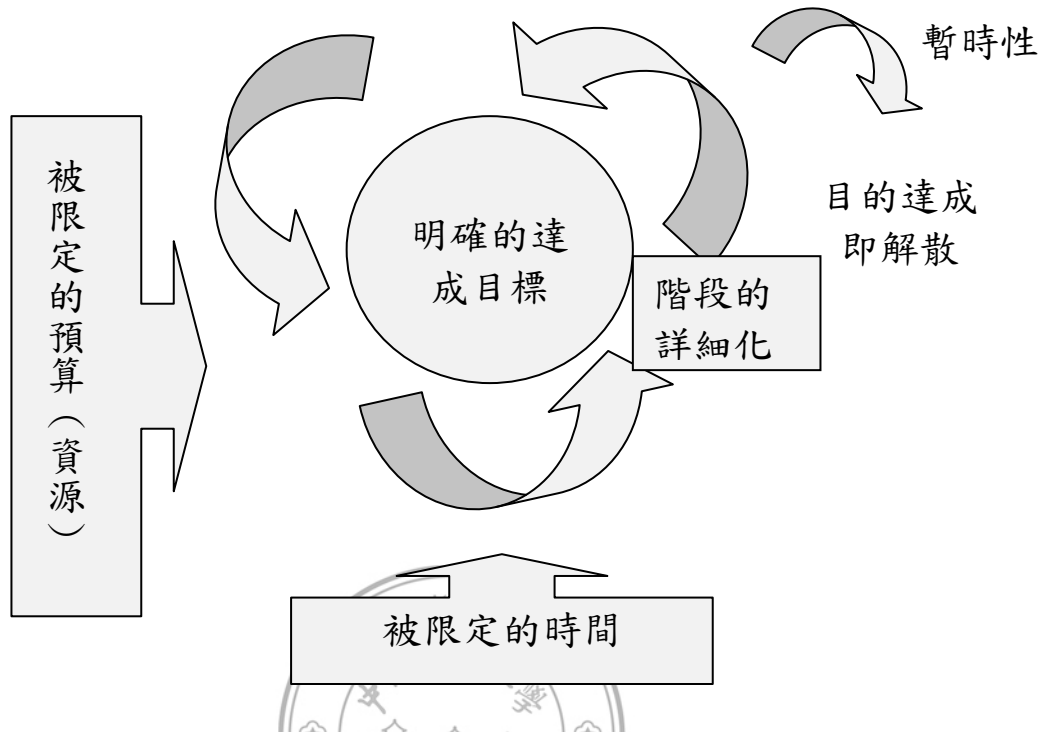 暫時性
被限定的預算（資源）
明確的達
成目標
目的達成
即解散
階段的
詳細化
被限定的時間